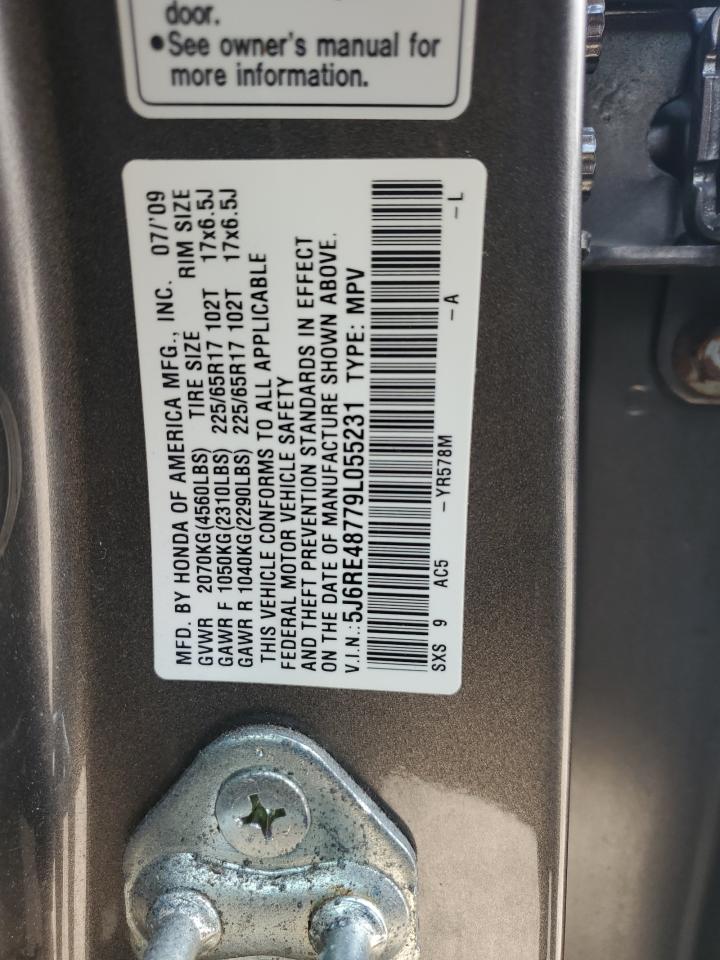 door.
•See owner's manual for
more information.
MFD. BY HONDA OF AMERICA MFG., INC. 07/'09
GVWR 2070KG(4560LBS) TIRE SIZE RIM SIZE
GAWR F 1050KG(2310LBS) 225/65R17 102T 17x6.5J
GAWR R 1040KG(2290LBS) 225/65R17 102T 17x6.5J
THIS VEHICLE CONFORMS TO ALL APPLICABLE
FEDERAL MOTOR VEHICLE SAFETY
AND THEFT PREVENTION STANDARDS IN EFFECT
ON THE DATE OF MANUFACTURE SHOWN ABOVE.
V.I.N.: 5J6RE48779L055231 TYPE: MPV
SXS 9 AC5 - YR578M - A - L